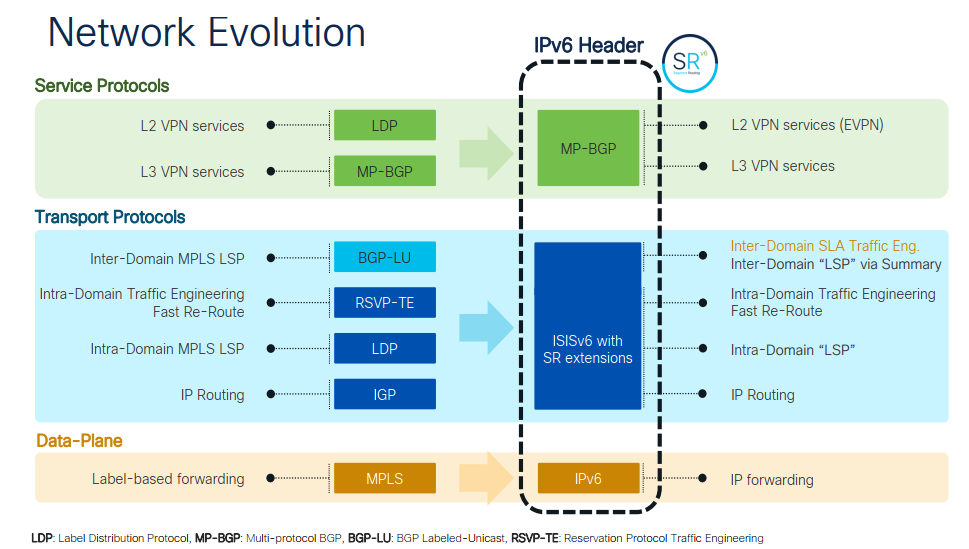 Network Evolution
IPv6 Header
SRv6
Segment Routing
Service Protocols
L2 VPN services
LDP
MP-BGP
L2 VPN services (EVPN)
L3 VPN services
MP-BGP
L3 VPN services
Transport Protocols
Inter-Domain MPLS LSP
BGP-LU
Inter-Domain SLA Traffic Eng.
Inter-Domain “LSP” via Summary
Intra-Domain Traffic Engineering
Fast Re-Route
RSVP-TE
ISISv6 with
SR extensions
Intra-Domain Traffic Engineering
Fast Re-Route
Intra-Domain MPLS LSP
LDP
Intra-Domain “LSP”
IP Routing
IGP
IP Routing
Data-Plane
Label-based forwarding
MPLS
IPv6
IP forwarding
LDP: Label Distribution Protocol, MP-BGP: Multi-protocol BGP, BGP-LU: BGP Labeled-Unicast, RSVP-TE: Reservation Protocol Traffic Engineering